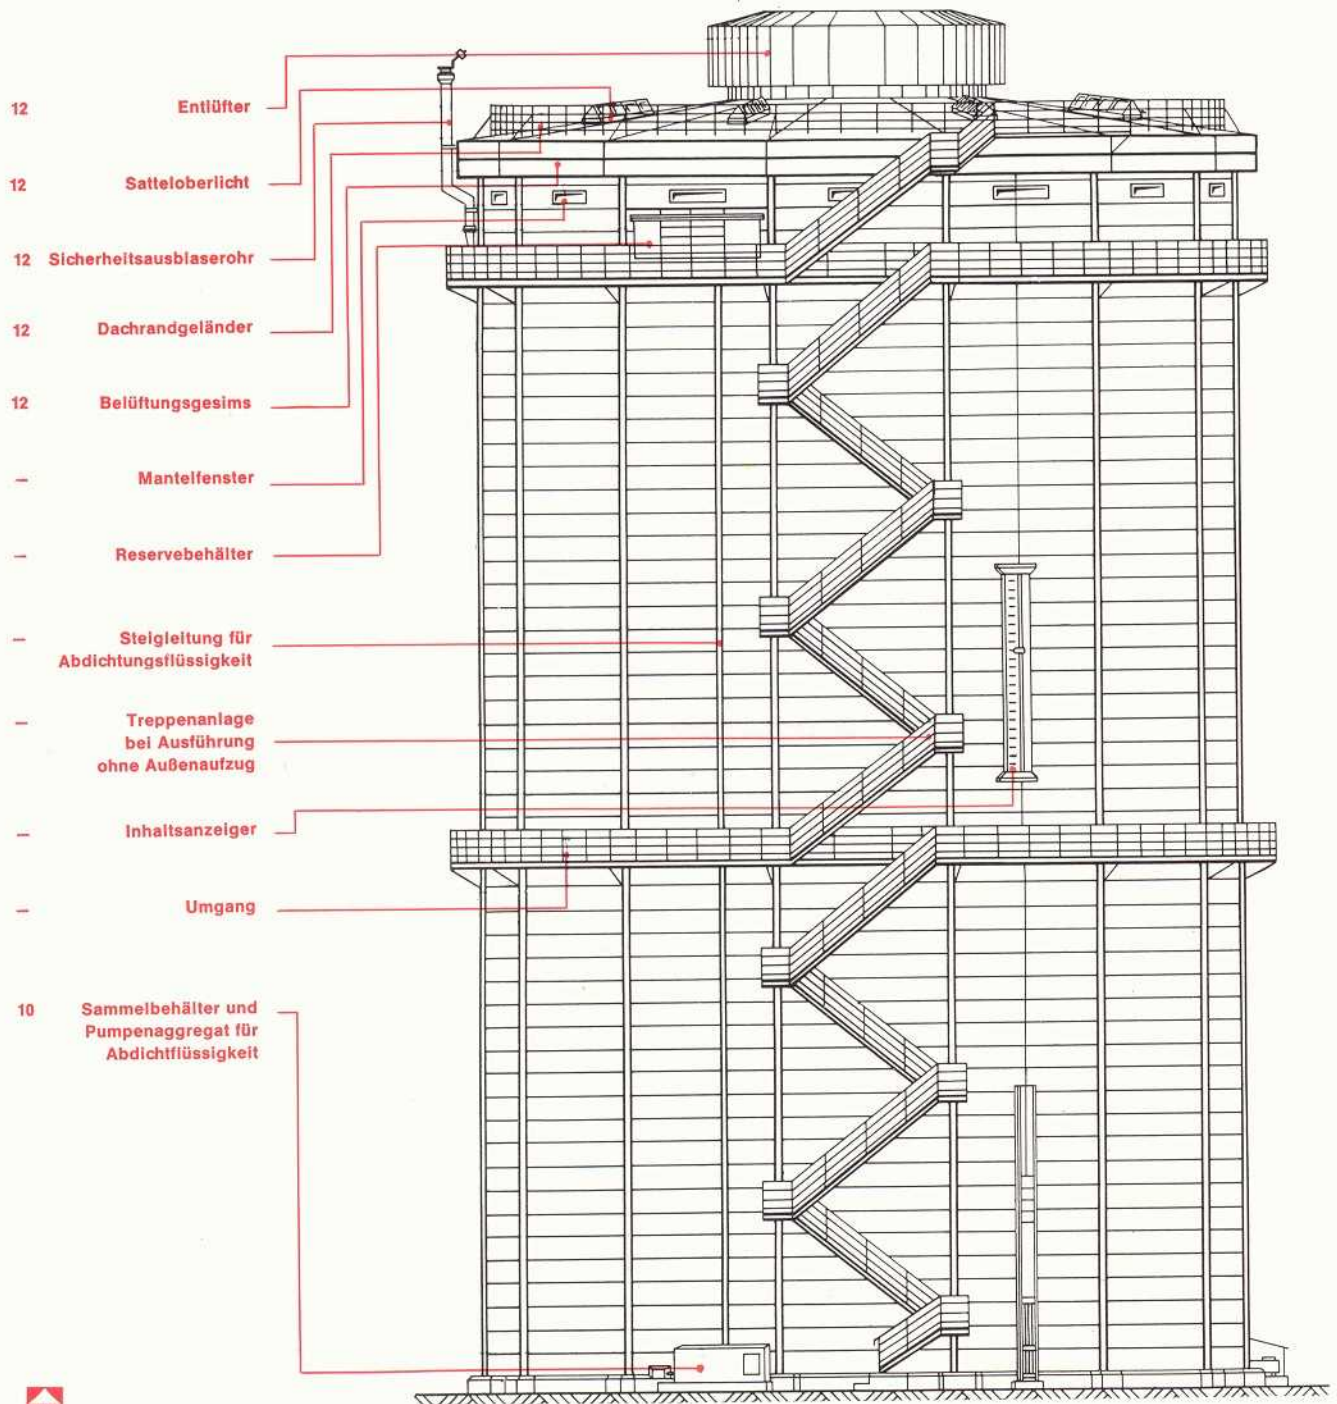 12 Entlüfter
12 Satteloberlicht
12 Sicherheitsausblaserohr
12 Dachrandgeländer
12 Belüftungsgesims
– Mantelfenster
– Reservebehälter
– Steigleitung für
Abdichtungsflüssigkeit
– Treppenanlage
bei Ausführung
ohne Außenaufzug
– Inhaltsanzeiger
– Umgang
10 Sammelbehälter und
Pumpenaggregat für
Abdichtflüssigkeit